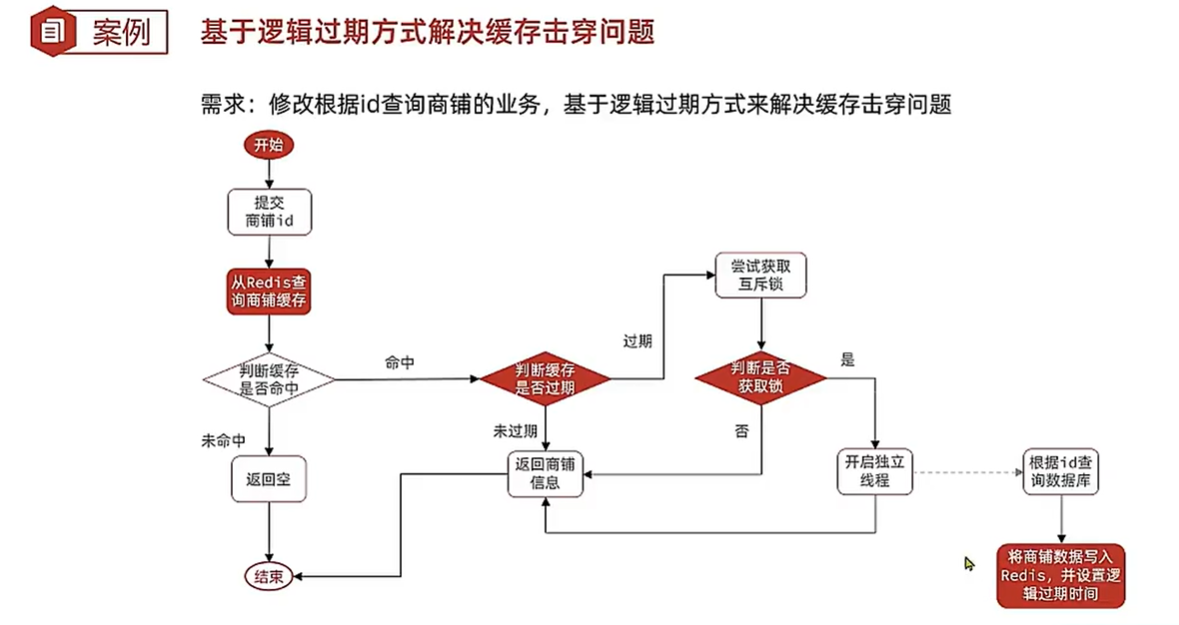 案例
基于逻辑过期方式解决缓存击穿问题
需求：修改根据id查询商铺的业务，基于逻辑过期方式来解决缓存击穿问题
开始
提交
商铺id
从Redis查
询商铺缓存
判断缓存
是否命中
命中
未命中
返回空
结束
判断缓存
是否过期
过期
未过期
返回商铺
信息
尝试获取
互斥锁
判断是否
获取锁
是
否
开启独立
线程
根据id查
询数据库
将商铺数据写入
Redis，并设置逻
辑过期时间